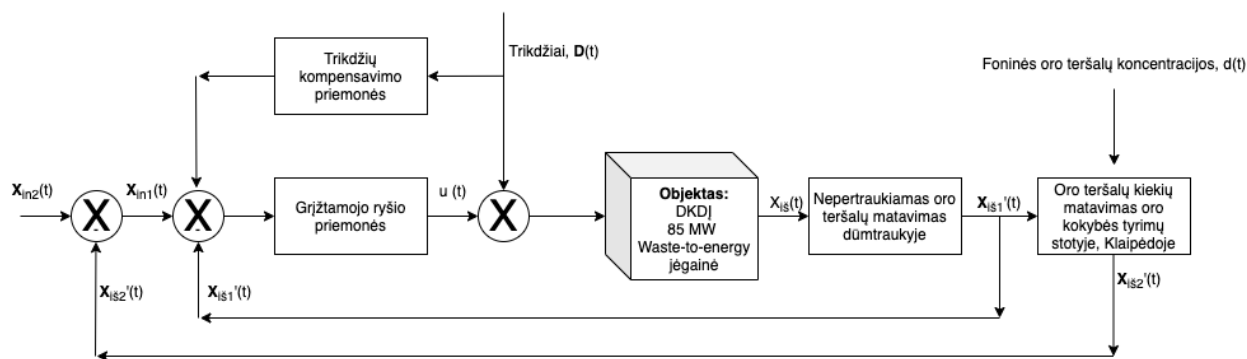 Trikdžių
kompensavimo
priemonės
Trikdžiai, D(t)
Foninės oro teršalų koncentracijos, d(t)
Xin2(t)
X
Xin1(t)
X
Grįžtamojo ryšio
priemonės
u (t)
X
Objektas:
DKDĮ
85 MW
Waste-to-energy
jėgainė
Xiš(t)
Nepertraukiamas oro
teršalų matavimas
dūmtraukyje
Xiš1'(t)
Oro teršalų kiekių
matavimas oro
kokybės tyrimų
stotyje, Klaipėdoje
Xiš2'(t)
Xiš1'(t)
Xiš2'(t)